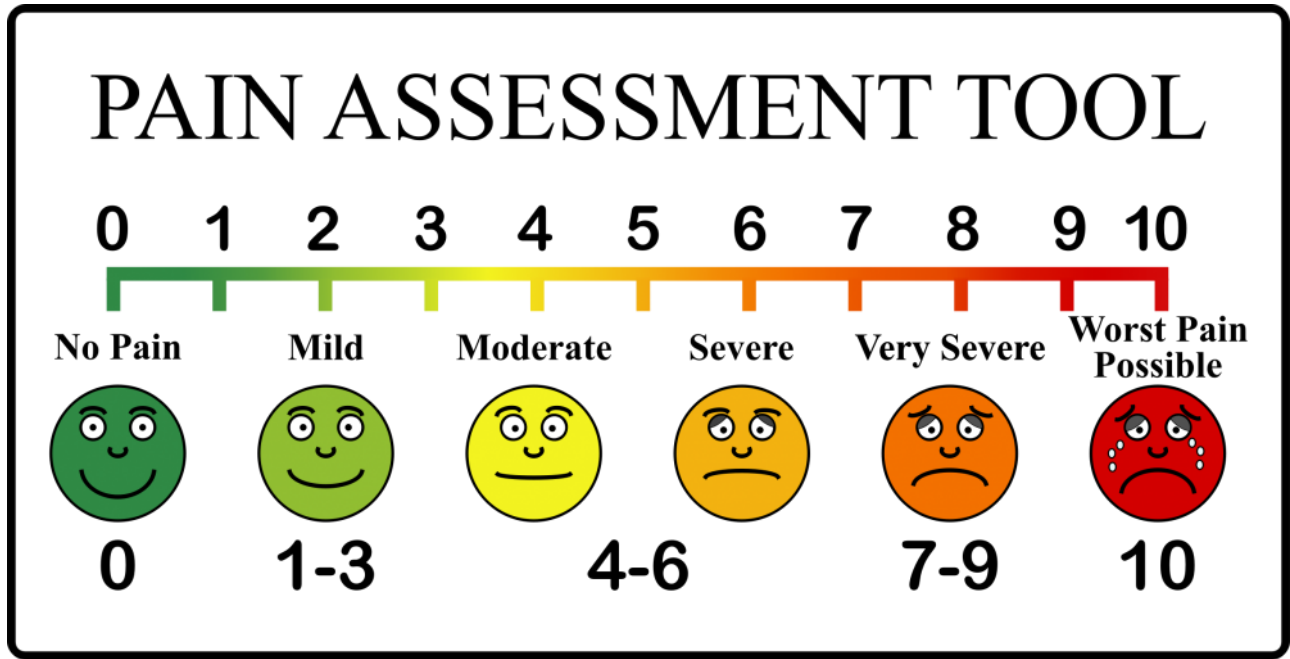 PAIN ASSESSMENT TOOL
0 1 2 3 4 5 6 7 8 9 10
No Pain Mild Moderate Severe Very Severe Worst Pain
Possible
0 1-3 4-6 7-9 10